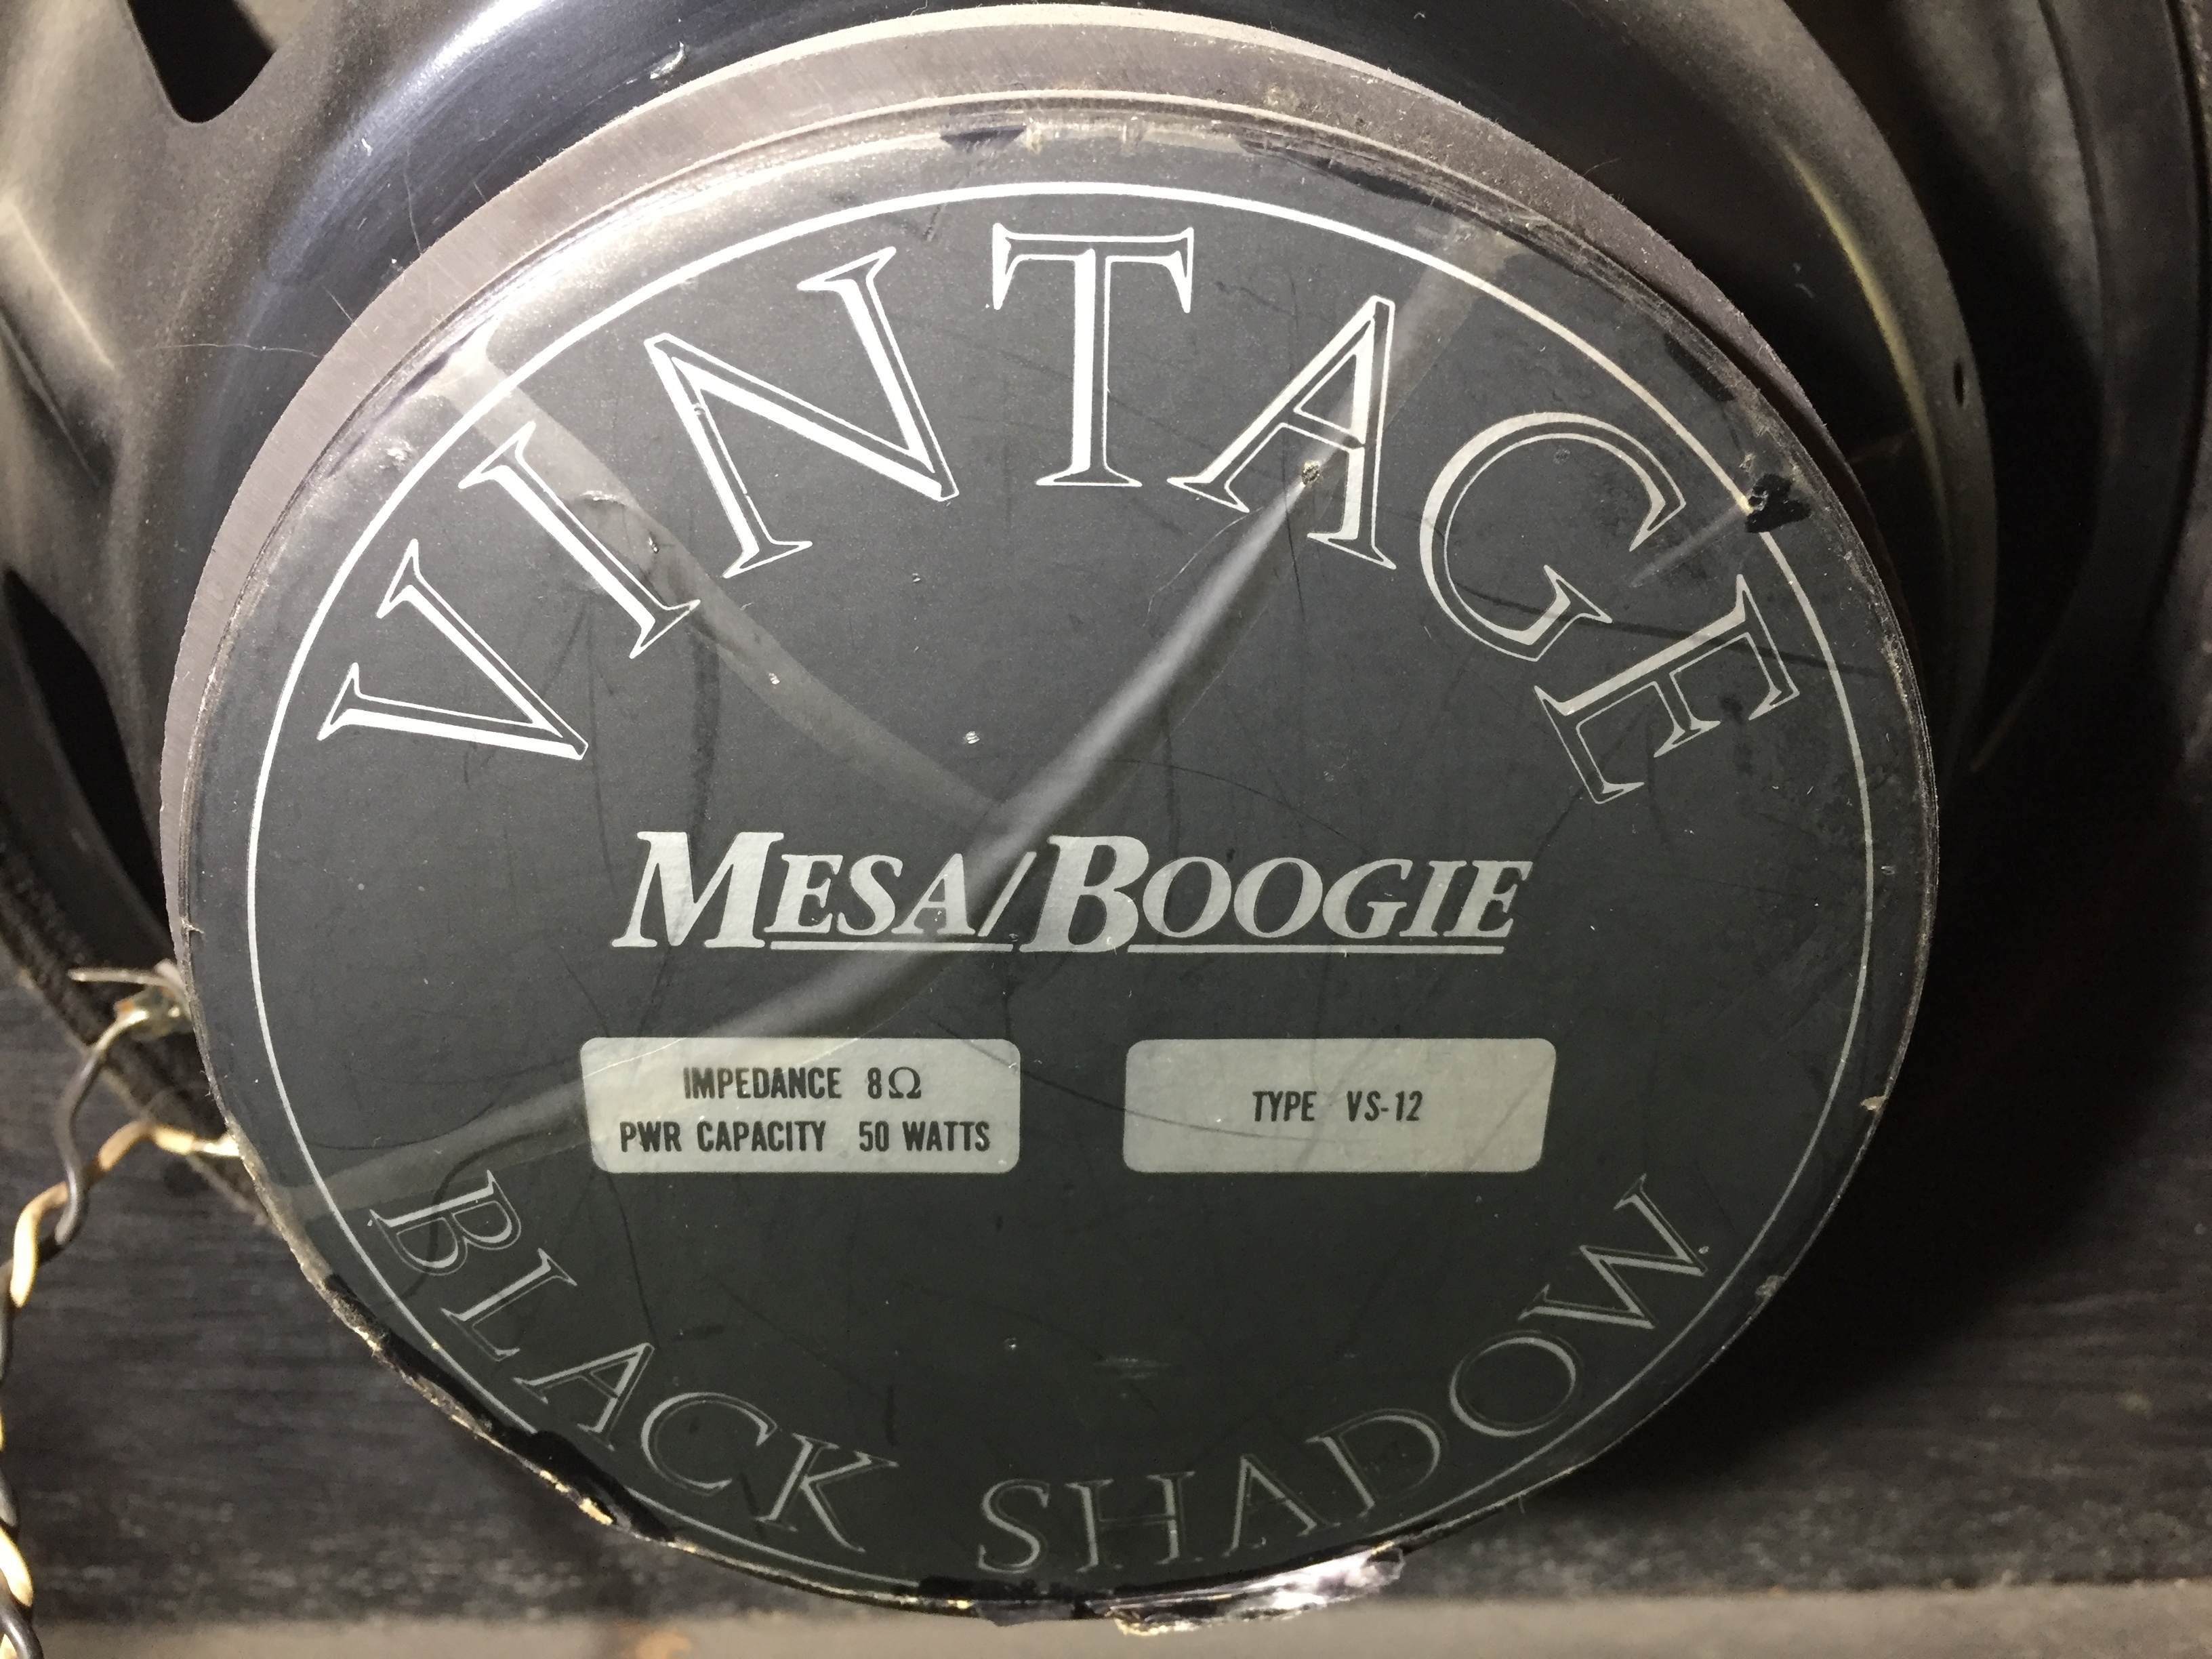 VINTAGE
MESA/BOOGIE
IMPEDANCE 8Ω
PWR CAPACITY 50 WATTS
TYPE VS-12
BLACK SHADOW